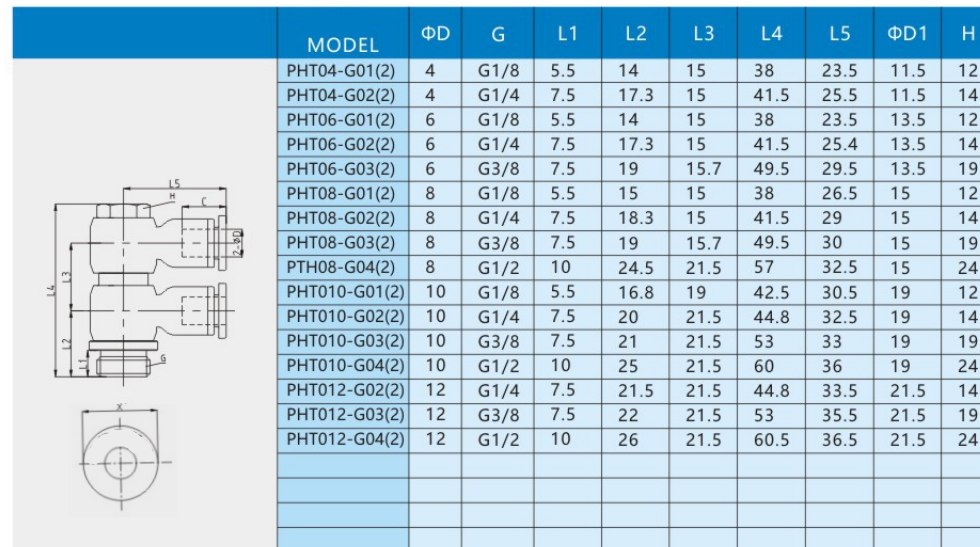 MODEL ΦD G L1 L2 L3 L4 L5 ΦD1 H
PHT04-G01(2) 4 G1/8 5.5 14 15 38 23.5 11.5 12
PHT04-G02(2) 4 G1/4 7.5 17.3 15 41.5 25.5 11.5 14
PHT06-G01(2) 6 G1/8 5.5 14 15 38 23.5 13.5 12
PHT06-G02(2) 6 G1/4 7.5 17.3 15 41.5 25.4 13.5 14
PHT06-G03(2) 6 G3/8 7.5 19 15.7 49.5 29.5 13.5 19
PHT08-G01(2) 8 G1/8 5.5 15 15 38 26.5 15 12
PHT08-G02(2) 8 G1/4 7.5 18.3 15 41.5 29 15 14
PHT08-G03(2) 8 G3/8 7.5 19 15.7 49.5 30 15 19
PTH08-G04(2) 8 G1/2 10 24.5 21.5 57 32.5 15 24
PHT010-G01(2) 10 G1/8 5.5 16.8 19 42.5 30.5 19 12
PHT010-G02(2) 10 G1/4 7.5 20 21.5 44.8 32.5 19 14
PHT010-G03(2) 10 G3/8 7.5 21 21.5 53 33 19 19
PHT010-G04(2) 10 G1/2 10 25 21.5 60 36 19 24
PHT012-G02(2) 12 G1/4 7.5 21.5 21.5 44.8 33.5 21.5 14
PHT012-G03(2) 12 G3/8 7.5 22 21.5 53 35.5 21.5 19
PHT012-G04(2) 12 G1/2 10 26 21.5 60.5 36.5 21.5 24
L5
H
C
2-ΦD
L4
L3
L2
L1
G
X